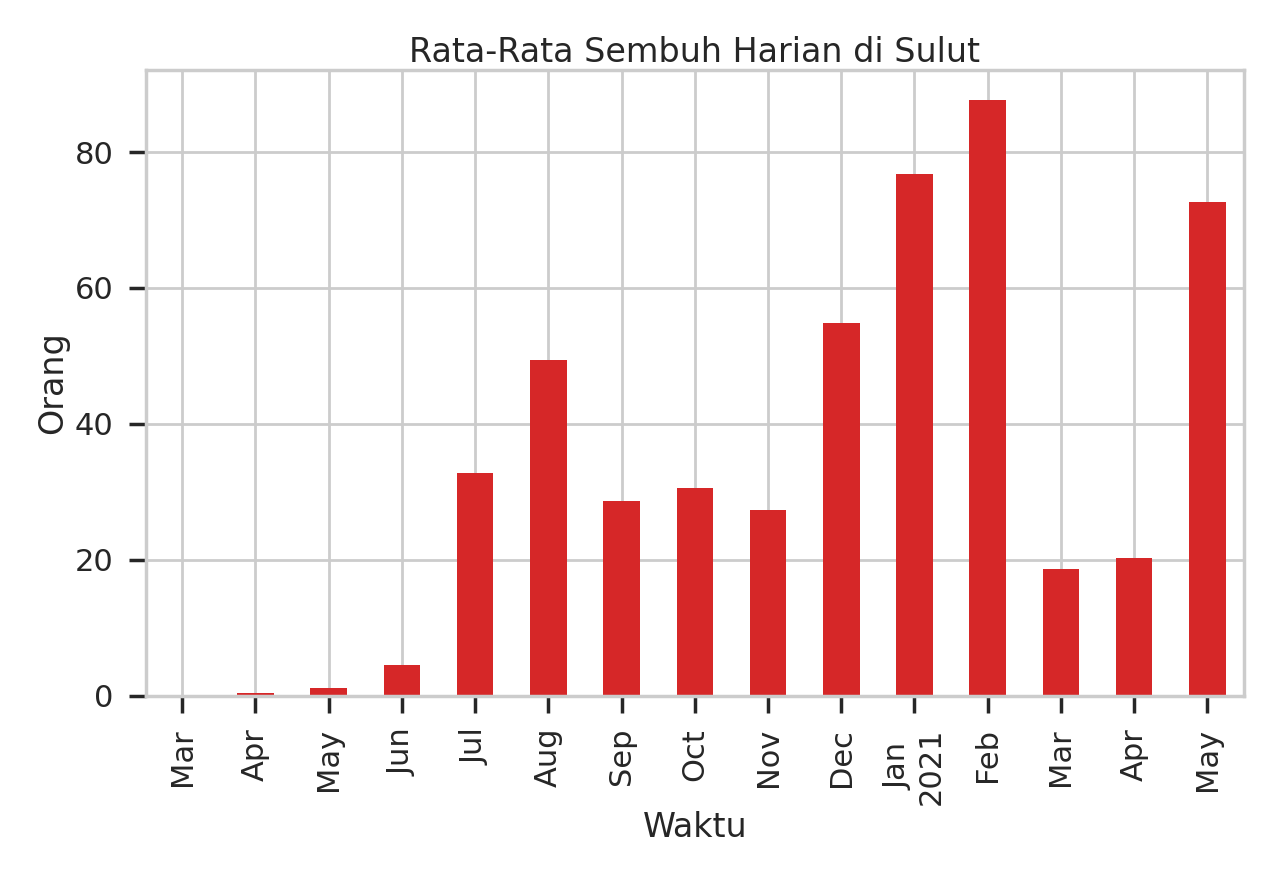 Rata-Rata Sembuh Harian di Sulut
Orang
80
60
40
20
0
Mar
Apr
May
Jun
Jul
Aug
Sep
Oct
Nov
Dec
Jan
2021
Feb
Mar
Apr
May
Waktu